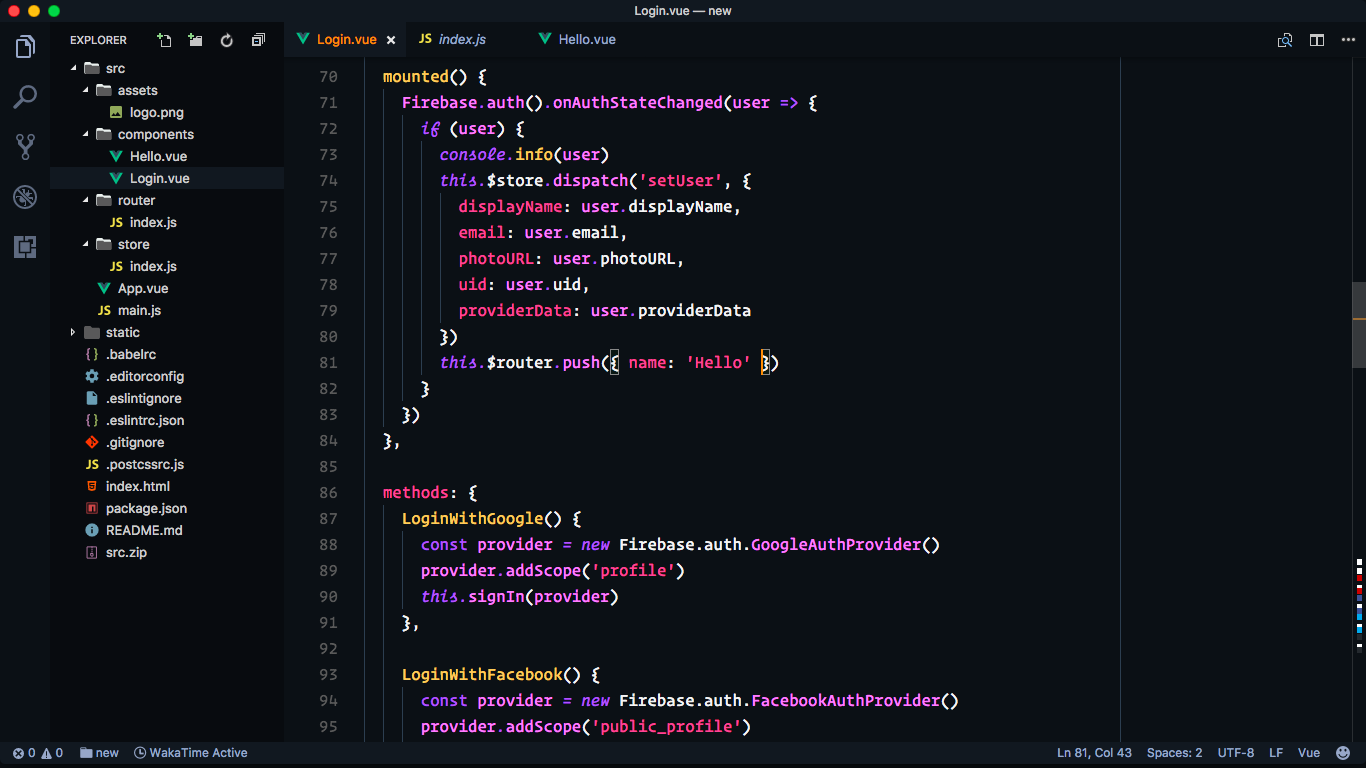 Login.vue — new
EXPLORER
src
assets
logo.png
components
Hello.vue
Login.vue
router
JS index.js
store
JS index.js
App.vue
JS main.js
static
{ } .babelrc
.editorconfig
.eslintignore
{ } .eslintrc.json
.gitignore
JS .postcssrc.js
index.html
package.json
README.md
src.zip
Login.vue ×
JS index.js
Hello.vue
70 mounted() {
71 Firebase.auth().onAuthStateChanged(user => {
72 if (user) {
73 console.info(user)
74 this.$store.dispatch('setUser', {
75 displayName: user.displayName,
76 email: user.email,
77 photoURL: user.photoURL,
78 uid: user.uid,
79 providerData: user.providerData
80 })
81 this.$router.push({ name: 'Hello' })
82 }
83 })
84 },
85
86 methods: {
87 LoginWithGoogle() {
88 const provider = new Firebase.auth.GoogleAuthProvider()
89 provider.addScope('profile')
90 this.signIn(provider)
91 },
92
93 LoginWithFacebook() {
94 const provider = new Firebase.auth.FacebookAuthProvider()
95 provider.addScope('public_profile')
0 0 new WakaTime Active
Ln 81, Col 43 Spaces: 2 UTF-8 LF Vue